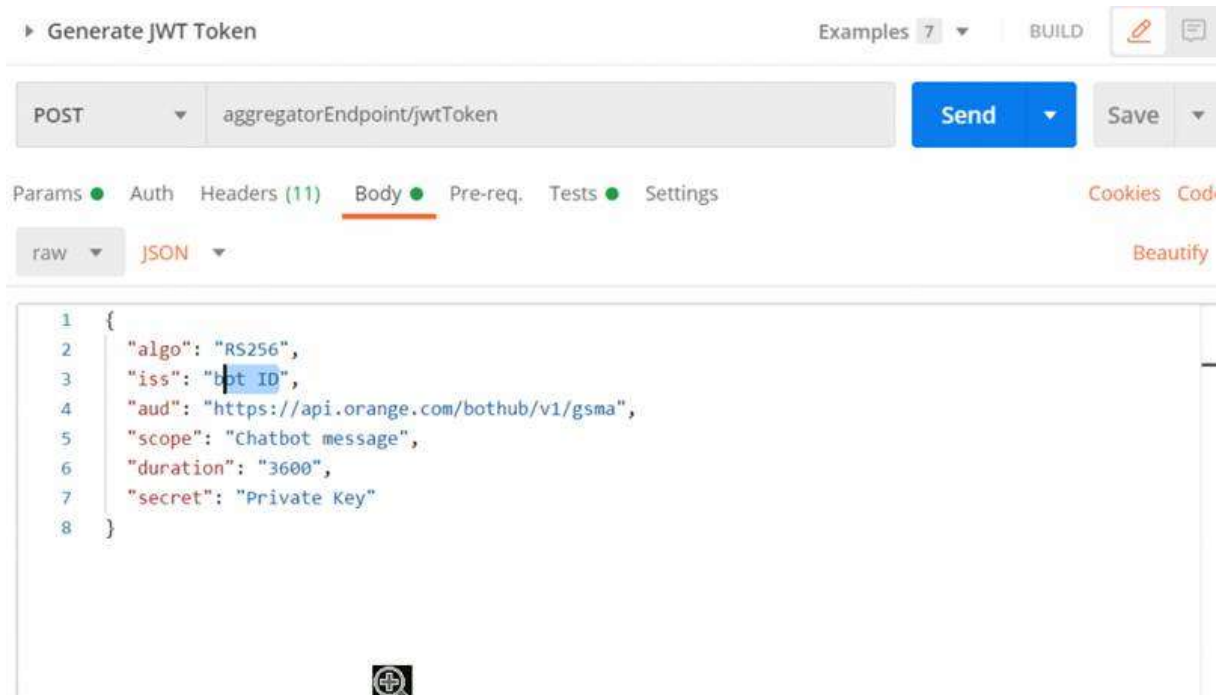 Generate JWT Token Examples 7 BUILD
POST aggregatorEndpoint/jwtToken Send Save
Params Auth Headers (11) Body Pre-req. Tests Settings Cookies Code
raw JSON Beautify
1 {
2 "algo": "RS256",
3 "iss": "bot ID",
4 "aud": "https://api.orange.com/bothub/v1/gsma",
5 "scope": "Chatbot message",
6 "duration": "3600",
7 "secret": "Private Key"
8 }